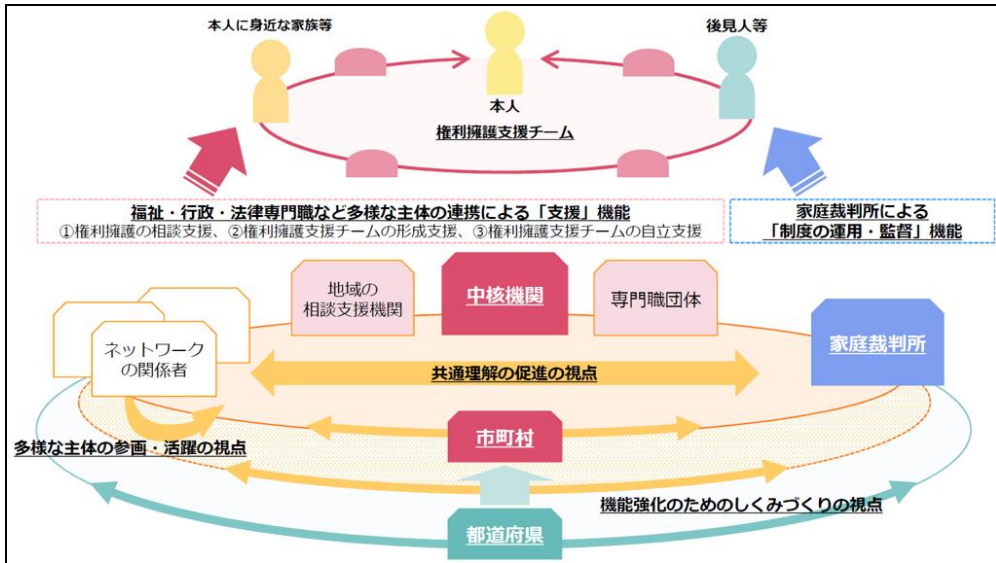 本人に身近な家族等
後見人等
本人
権利擁護支援チーム
福祉・行政・法律専門職など多様な主体の連携による「支援」機能
①権利擁護の相談支援、②権利擁護支援チームの形成支援、③権利擁護支援チームの自立支援
家庭裁判所による
「制度の運用・監督」機能
地域の
相談支援機関
中核機関
専門職団体
ネットワーク
の関係者
家庭裁判所
共通理解の促進の視点
市町村
多様な主体の参画・活躍の視点
機能強化のためのしくみづくりの視点
都道府県